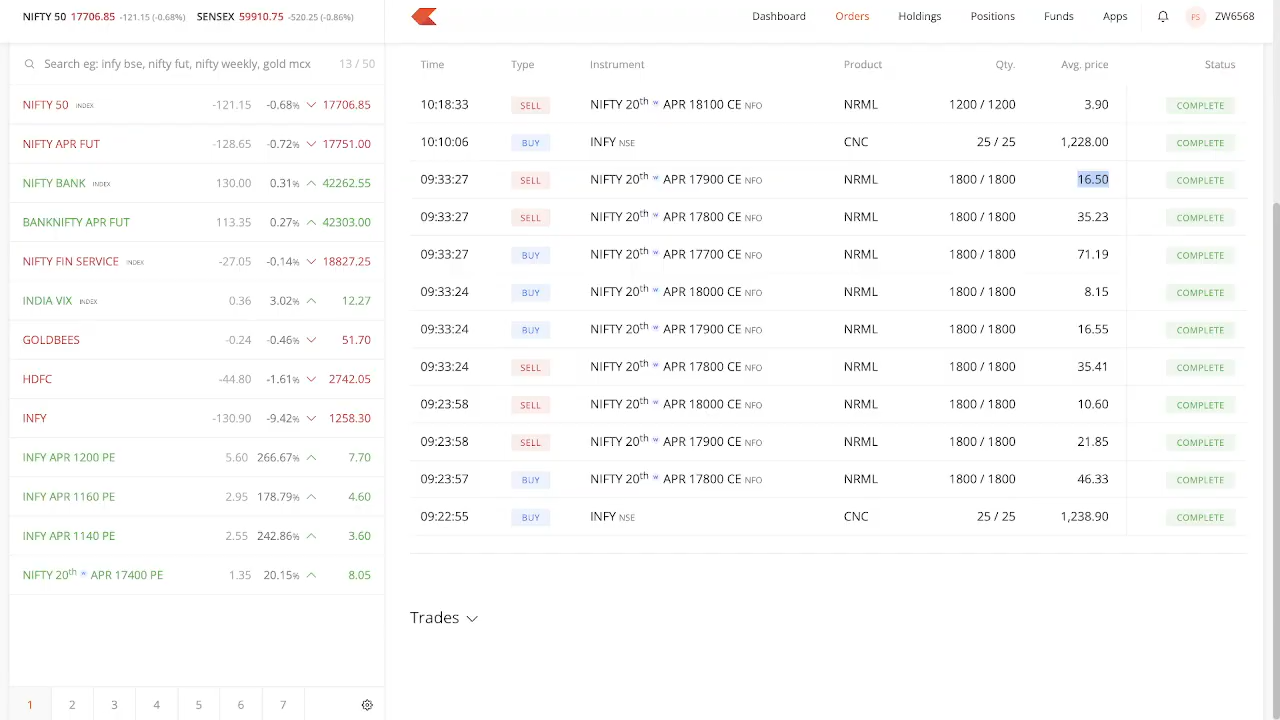 NIFTY 50 17706.85 -121.15 (-0.68%) SENSEX 59910.75 -520.25 (-0.86%)
Dashboard Orders Holdings Positions Funds Apps PS ZW6568
Search eg: infy bse, nifty fut, nifty weekly, gold mcx 13 / 50
NIFTY 50 INDEX -121.15 -0.68% 17706.85
NIFTY APR FUT -128.65 -0.72% 17751.00
NIFTY BANK INDEX 130.00 0.31% 42262.55
BANKNIFTY APR FUT 113.35 0.27% 42303.00
NIFTY FIN SERVICE INDEX -27.05 -0.14% 18827.25
INDIA VIX INDEX 0.36 3.02% 12.27
GOLDBEES -0.24 -0.46% 51.70
HDFC -44.80 -1.61% 2742.05
INFY -130.90 -9.42% 1258.30
INFY APR 1200 PE 5.60 266.67% 7.70
INFY APR 1160 PE 2.95 178.79% 4.60
INFY APR 1140 PE 2.55 242.86% 3.60
NIFTY 20th w APR 17400 PE 1.35 20.15% 8.05
1 2 3 4 5 6 7
Time Type Instrument Product Qty. Avg. price Status
10:18:33 SELL NIFTY 20th w APR 18100 CE NFO NRML 1200 / 1200 3.90 COMPLETE
10:10:06 BUY INFY NSE CNC 25 / 25 1,228.00 COMPLETE
09:33:27 SELL NIFTY 20th w APR 17900 CE NFO NRML 1800 / 1800 16.50 COMPLETE
09:33:27 SELL NIFTY 20th w APR 17800 CE NFO NRML 1800 / 1800 35.23 COMPLETE
09:33:27 BUY NIFTY 20th w APR 17700 CE NFO NRML 1800 / 1800 71.19 COMPLETE
09:33:24 BUY NIFTY 20th w APR 18000 CE NFO NRML 1800 / 1800 8.15 COMPLETE
09:33:24 BUY NIFTY 20th w APR 17900 CE NFO NRML 1800 / 1800 16.55 COMPLETE
09:33:24 SELL NIFTY 20th w APR 17800 CE NFO NRML 1800 / 1800 35.41 COMPLETE
09:23:58 SELL NIFTY 20th w APR 18000 CE NFO NRML 1800 / 1800 10.60 COMPLETE
09:23:58 SELL NIFTY 20th w APR 17900 CE NFO NRML 1800 / 1800 21.85 COMPLETE
09:23:57 BUY NIFTY 20th w APR 17800 CE NFO NRML 1800 / 1800 46.33 COMPLETE
09:22:55 BUY INFY NSE CNC 25 / 25 1,238.90 COMPLETE
Trades